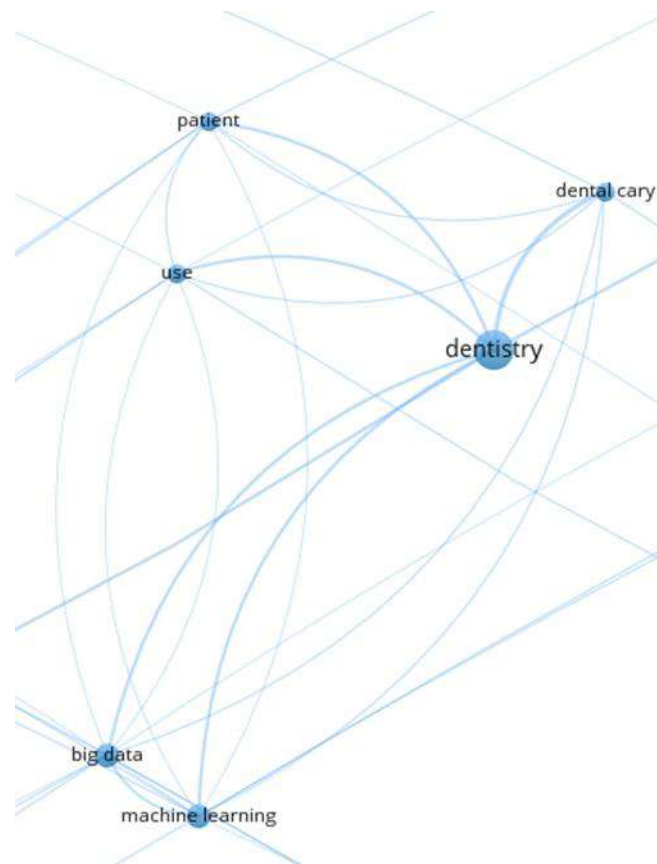 patient
dental cary
use
dentistry
big data
machine learning